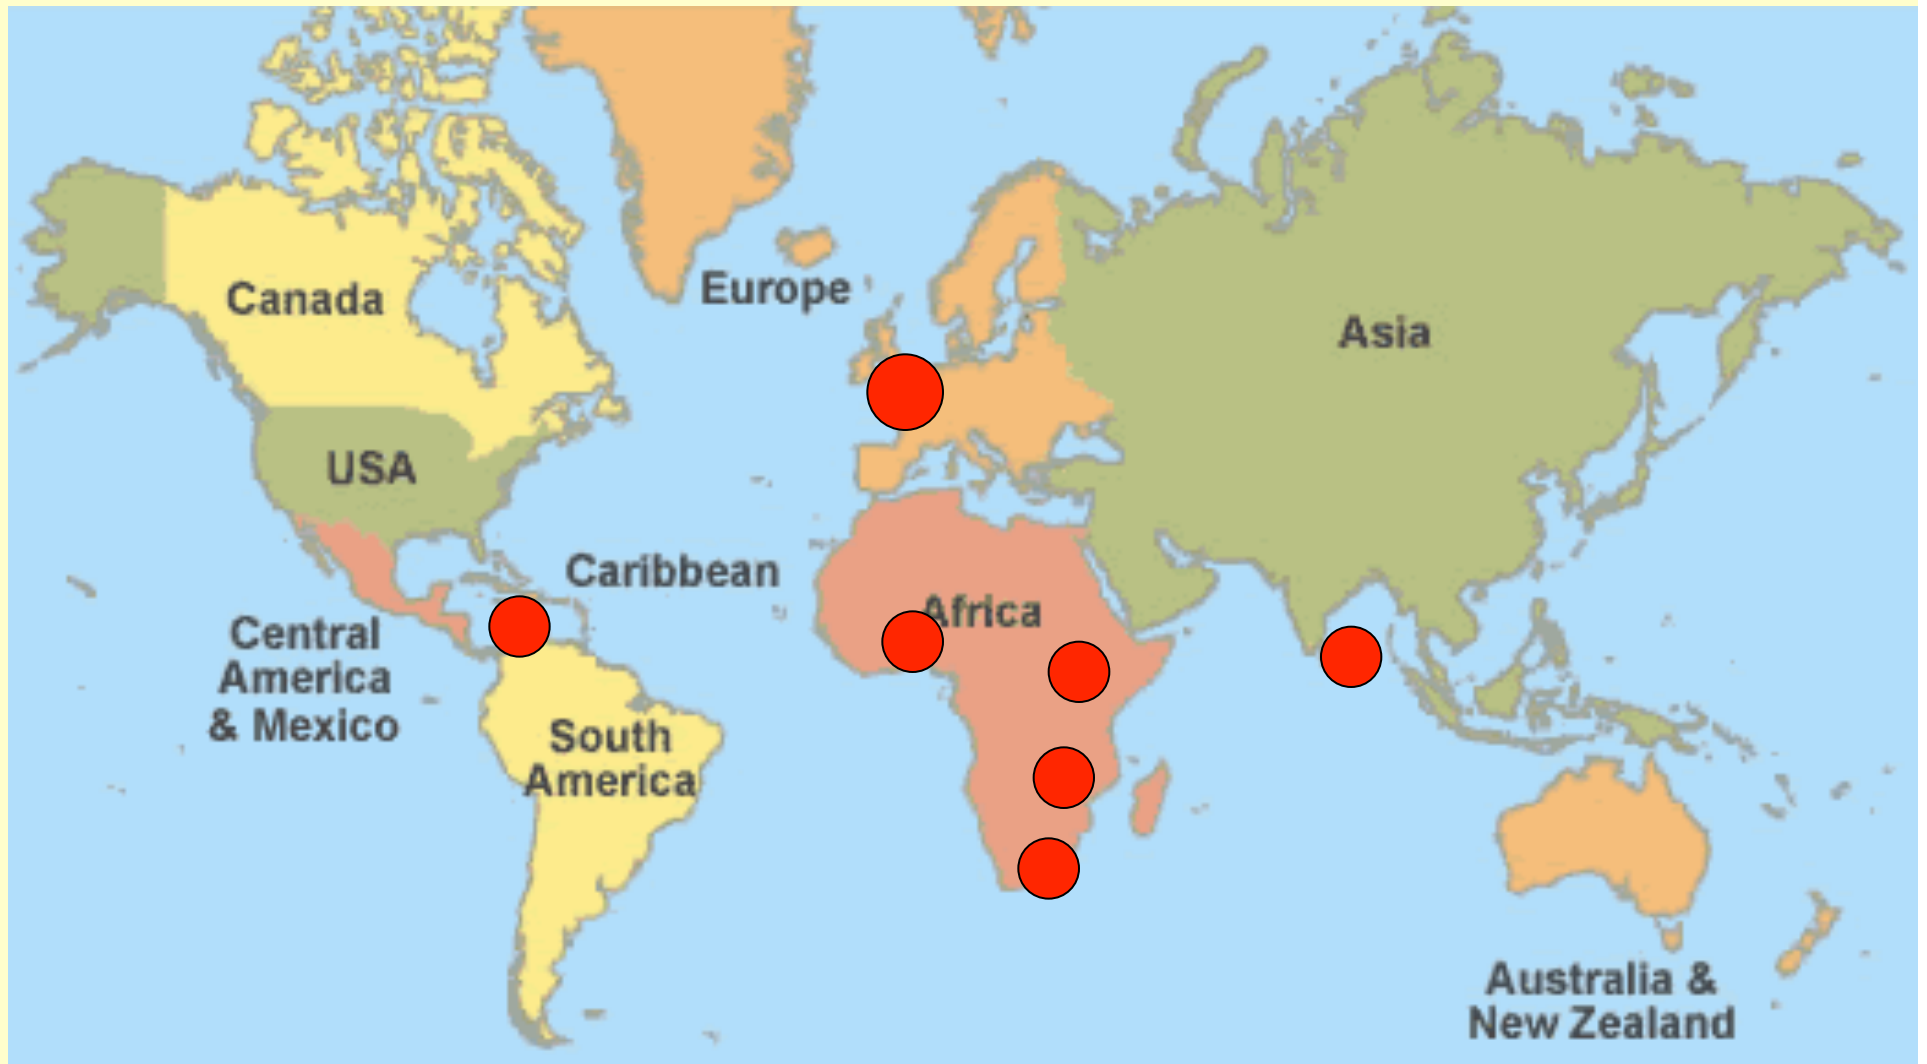 Canada
Europe
Asia
USA
Caribbean
Africa
Central
America
& Mexico
South
America
Australia &
New Zealand